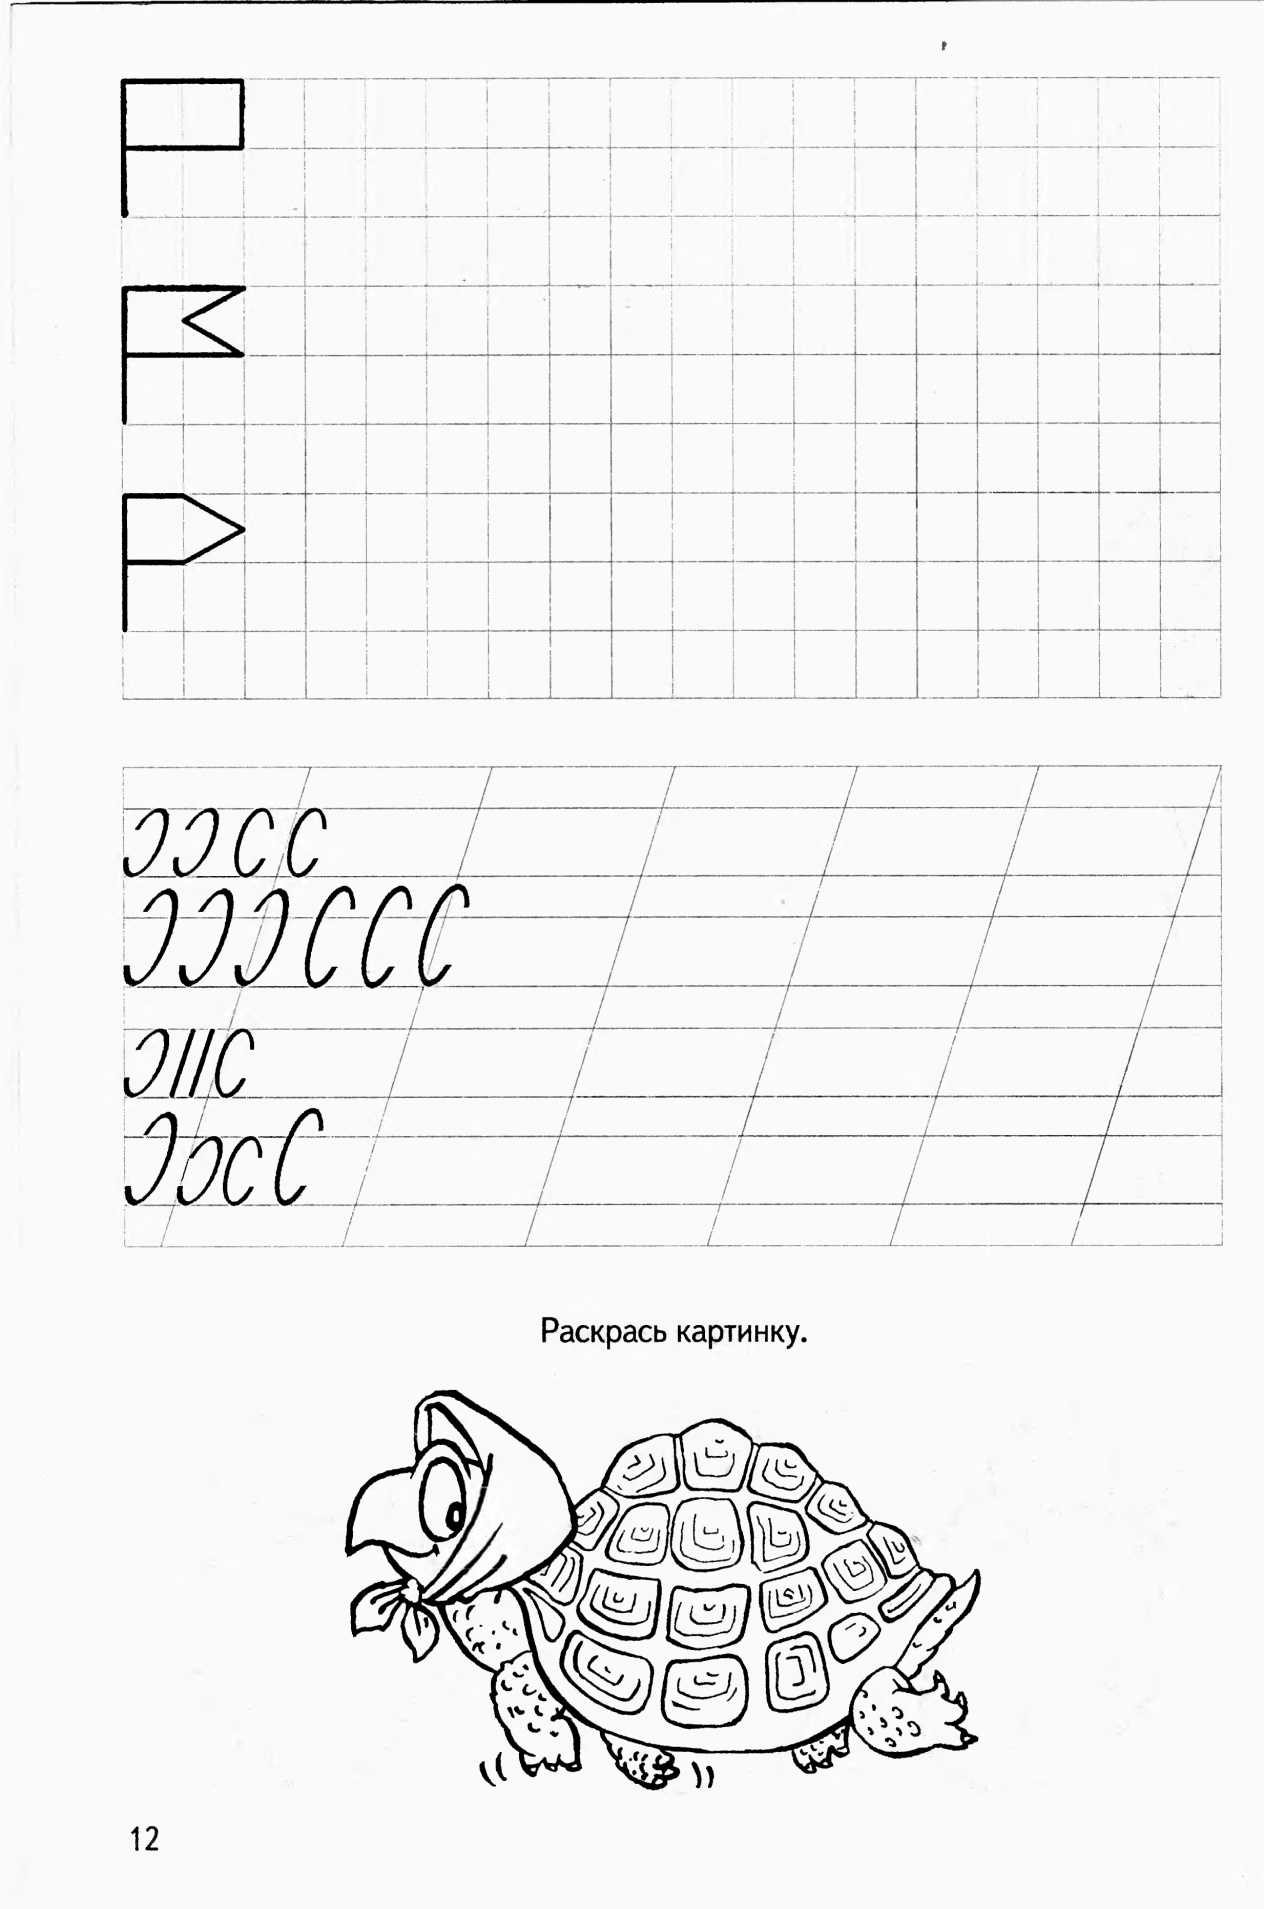 Ɔ Ɔ С С
Ɔ Ɔ Ɔ С С С
Ɔ I I С
Ɔ ɔ с С
Раскрась картинку.
12